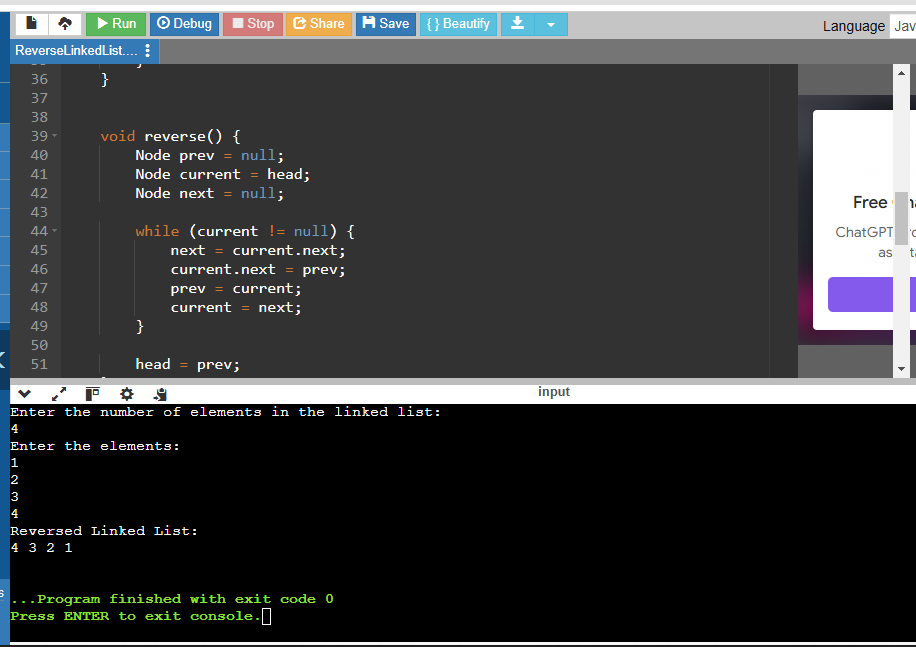 Run Debug Stop Share Save { } Beautify Language Jav
ReverseLinkedList....
36 }
37
38
39 void reverse() {
40 Node prev = null;
41 Node current = head;
42 Node next = null;
43
44 while (current != null) {
45 next = current.next;
46 current.next = prev;
47 prev = current;
48 current = next;
49 }
50
51 head = prev;
Free
ChatGPT
as
input
Enter the number of elements in the linked list:
4
Enter the elements:
1
2
3
4
Reversed Linked List:
4 3 2 1
...Program finished with exit code 0
Press ENTER to exit console.